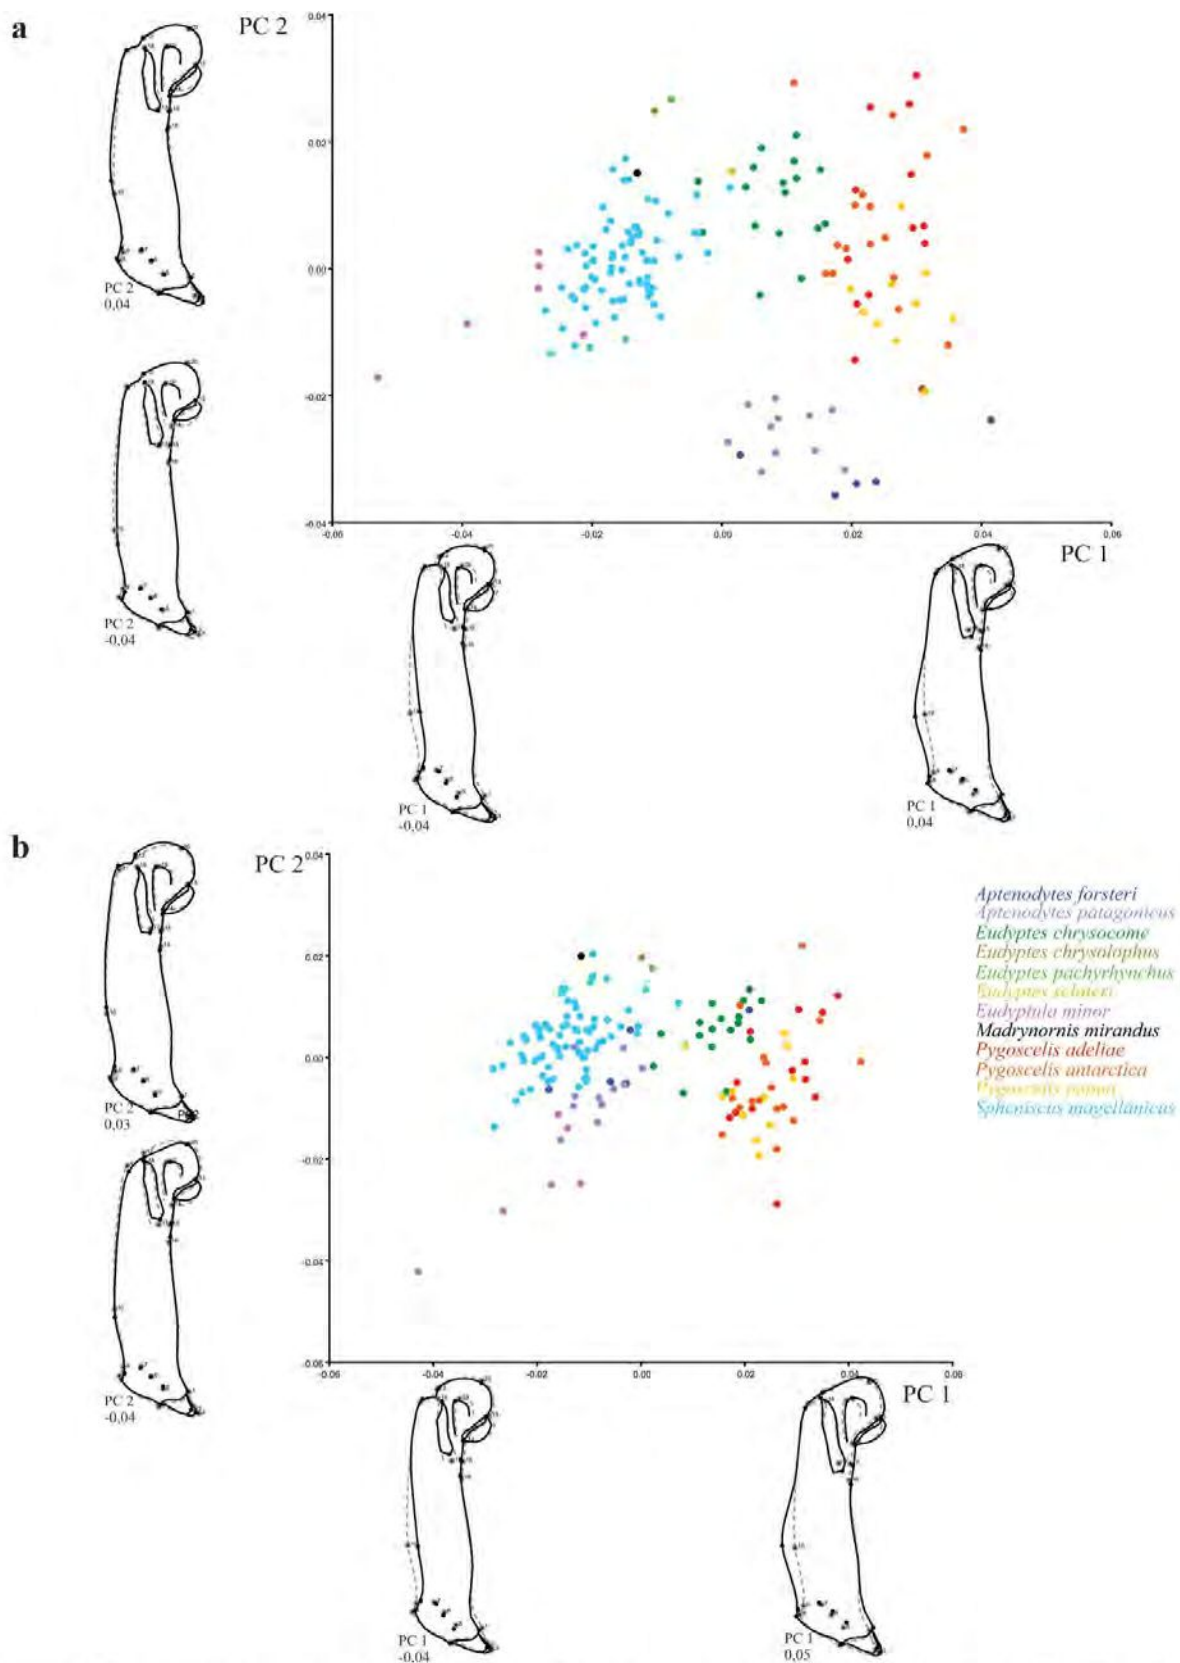 a
PC 2
0.04
0.02
0.00
-0.02
-0.04
-0.06
-0.04
-0.02
0.00
0.02
0.04
0.06
PC 1
PC 2
0,04
PC 2
-0,04
PC 1
-0,04
PC 1
0,04
b
PC 2
0.04
0.02
0.00
-0.02
-0.04
-0.06
-0.06
-0.04
-0.02
0.00
0.02
0.04
0.06
PC 1
PC 2
0,03
PC 2
-0,04
PC 1
-0,04
PC 1
0,05
Aptenodytes forsteri
Aptenodytes patagonicus
Eudyptes chrysocome
Eudyptes chrysolophus
Eudyptes pachyrhynchus
Eudyptes sclateri
Eudyptula minor
Madrynornis mirandus
Pygoscelis adeliae
Pygoscelis antarctica
Pygoscelis papua
Spheniscus magellanicus